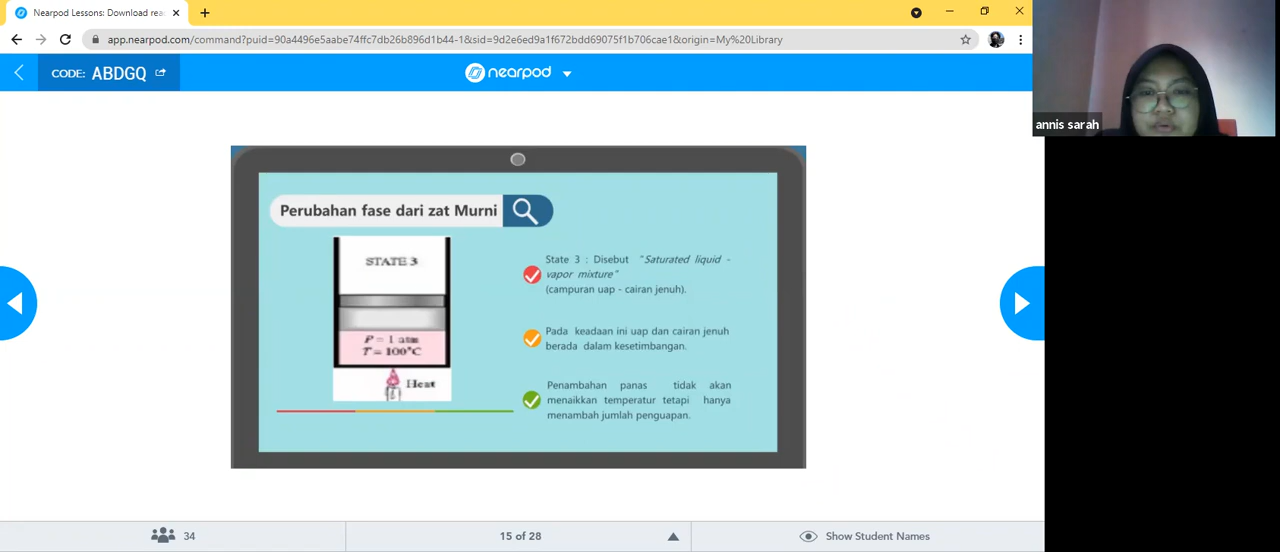 Nearpod Lessons: Download rea
app.nearpod.com/command?puid=90a4496e5aabe74ffc7db26b896d1b44-1&sid=9d2e6ed9a1f672bdd69075f1b706cae1&origin=My%20Library
CODE: ABDGQ
nearpod
annis sarah
Perubahan fase dari zat Murni
STATE 3
P = 1 atm
T = 100°C
Heat
State 3 : Disebut "Saturated liquid -
vapor mixture"
(campuran uap - cairan jenuh).
Pada keadaan ini uap dan cairan jenuh
berada dalam kesetimbangan.
Penambahan panas tidak akan
menaikkan temperatur tetapi hanya
menambah jumlah penguapan.
34
15 of 28
Show Student Names